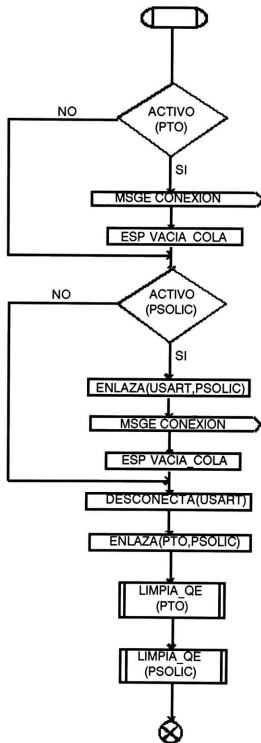 ACTIVO
(PTO)
NO
SI
MSGE CONEXION
ESP VACIA_COLA
NO
ACTIVO
(PSOLIC)
SI
ENLAZA(USART,PSOLIC)
MSGE CONEXION
ESP VACIA_COLA
DESCONECTA(USART)
ENLAZA(PTO,PSOLIC)
LIMPIA_QE
(PTO)
LIMPIA_QE
(PSOLIC)